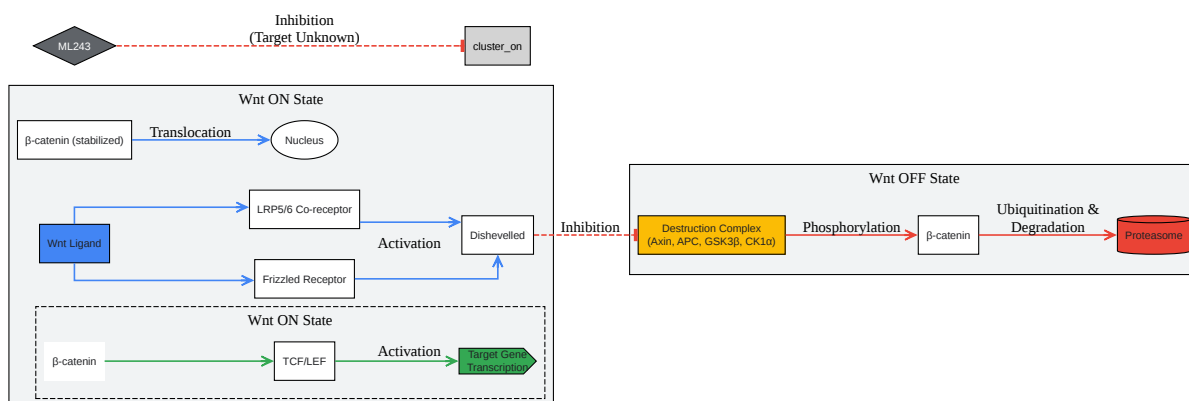 Inhibition
(Target Unknown)
ML243
cluster_on
Wnt ON State
β-catenin (stabilized)
Translocation
Nucleus
Wnt OFF State
LRP5/6 Co-receptor
Wnt Ligand
Activation
Dishevelled
Inhibition
Destruction Complex
(Axin, APC, GSK3β, CK1α)
Phosphorylation
β-catenin
Ubiquitination &
Degradation
Proteasome
Frizzled Receptor
Wnt ON State
β-catenin
TCF/LEF
Activation
Target Gene
Transcription